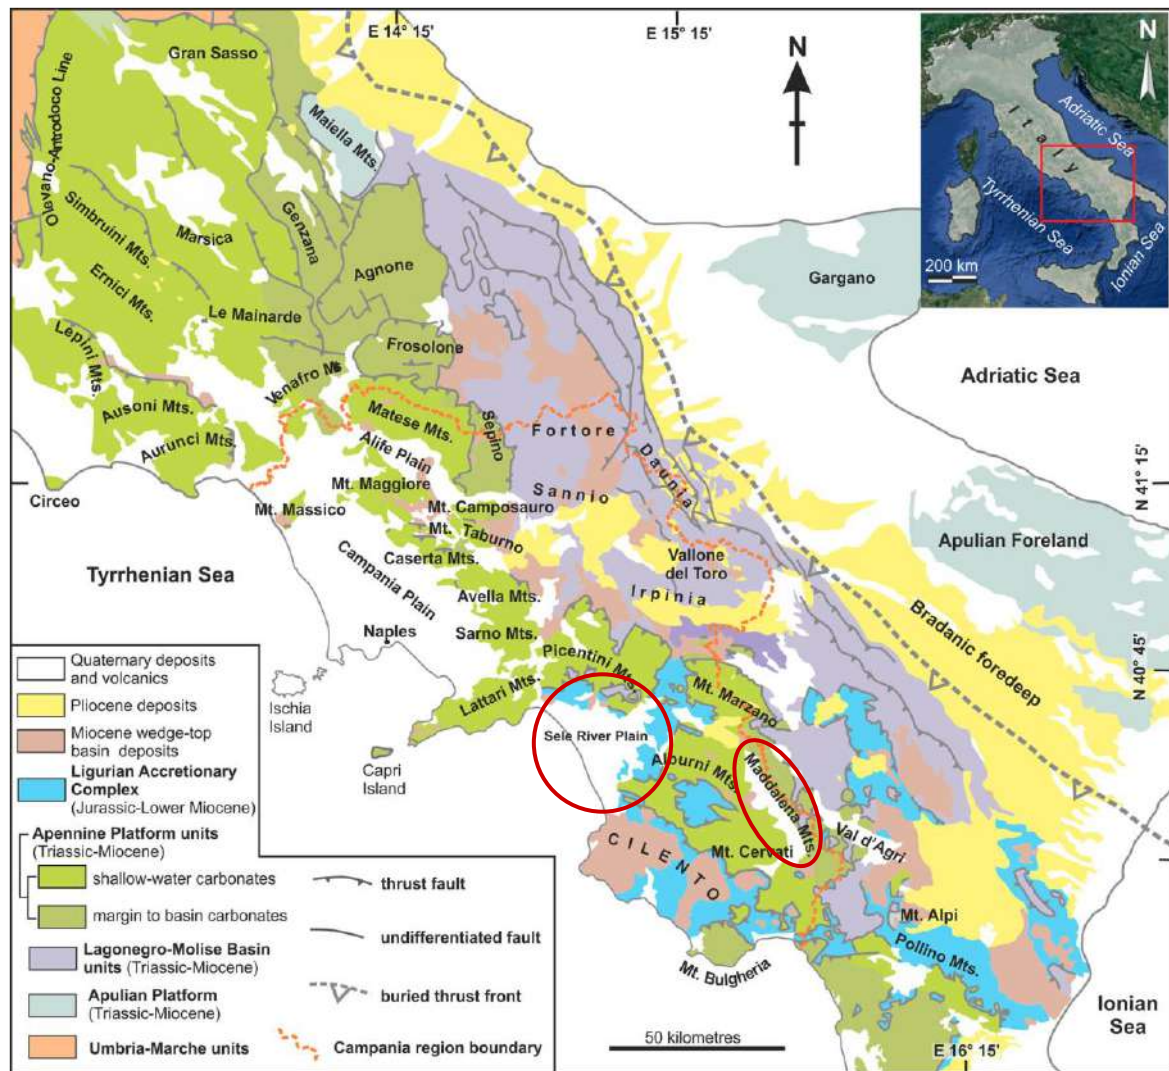 E 14° 15'
E 15° 15'
N
N
Italy
Adriatic Sea
Tyrrhenian Sea
Ionian Sea
200 km
Gran Sasso
Olevano-Antrodoco Line
Maiella Mts.
Simbruini Mts.
Marsica
Genzana
Ernici Mts.
Agnone
Gargano
Le Mainarde
Lepini Mts.
Frosolone
Venafro Mts
Adriatic Sea
Ausoni Mts.
Matese Mts.
Sepino
Fortore
Aurunci Mts.
Alife Plain
Daunia
N 41° 15'
Circeo
Mt. Maggiore
Sannio
Mt. Massico
Mt. Camposauro
Mt. Taburno
Apulian Foreland
Tyrrhenian Sea
Campania Plain
Caserta Mts.
Vallone
del Toro
Irpinia
Avella Mts.
Bradanic foredeep
Naples
Sarno Mts.
Picentini Mts.
N 40° 45'
Lattari Mts.
Mt. Marzano
Ischia
Island
Sele River Plain
Capri
Island
Alburni Mts.
Maddalena Mts.
Val d'Agri
CILENTO
Mt. Cervati
Mt. Alpi
Pollino Mts.
Mt. Bulgheria
Ionian
Sea
50 kilometres
E 16° 15'
Quaternary deposits
and volcanics
Pliocene deposits
Miocene wedge-top
basin deposits
Ligurian Accretionary
Complex
(Jurassic-Lower Miocene)
Apennine Platform units
(Triassic-Miocene)
shallow-water carbonates
margin to basin carbonates
Lagonegro-Molise Basin
units (Triassic-Miocene)
Apulian Platform
(Triassic-Miocene)
Umbria-Marche units
thrust fault
undifferentiated fault
buried thrust front
Campania region boundary